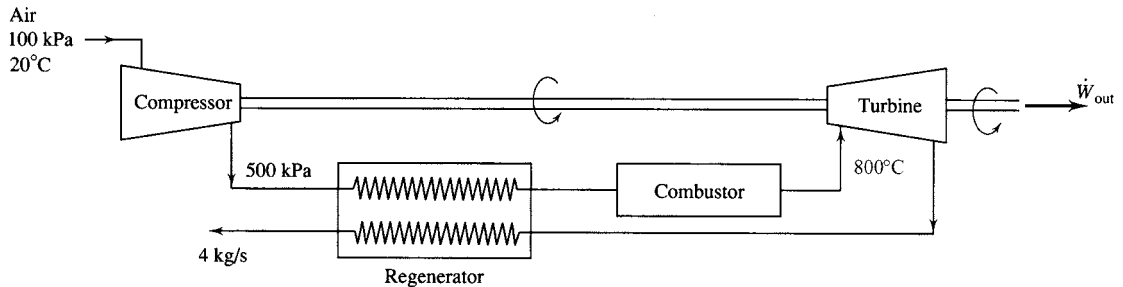 Air
100 kPa
20°C
Compressor
Turbine
Ẇout
500 kPa
800°C
Combustor
4 kg/s
Regenerator